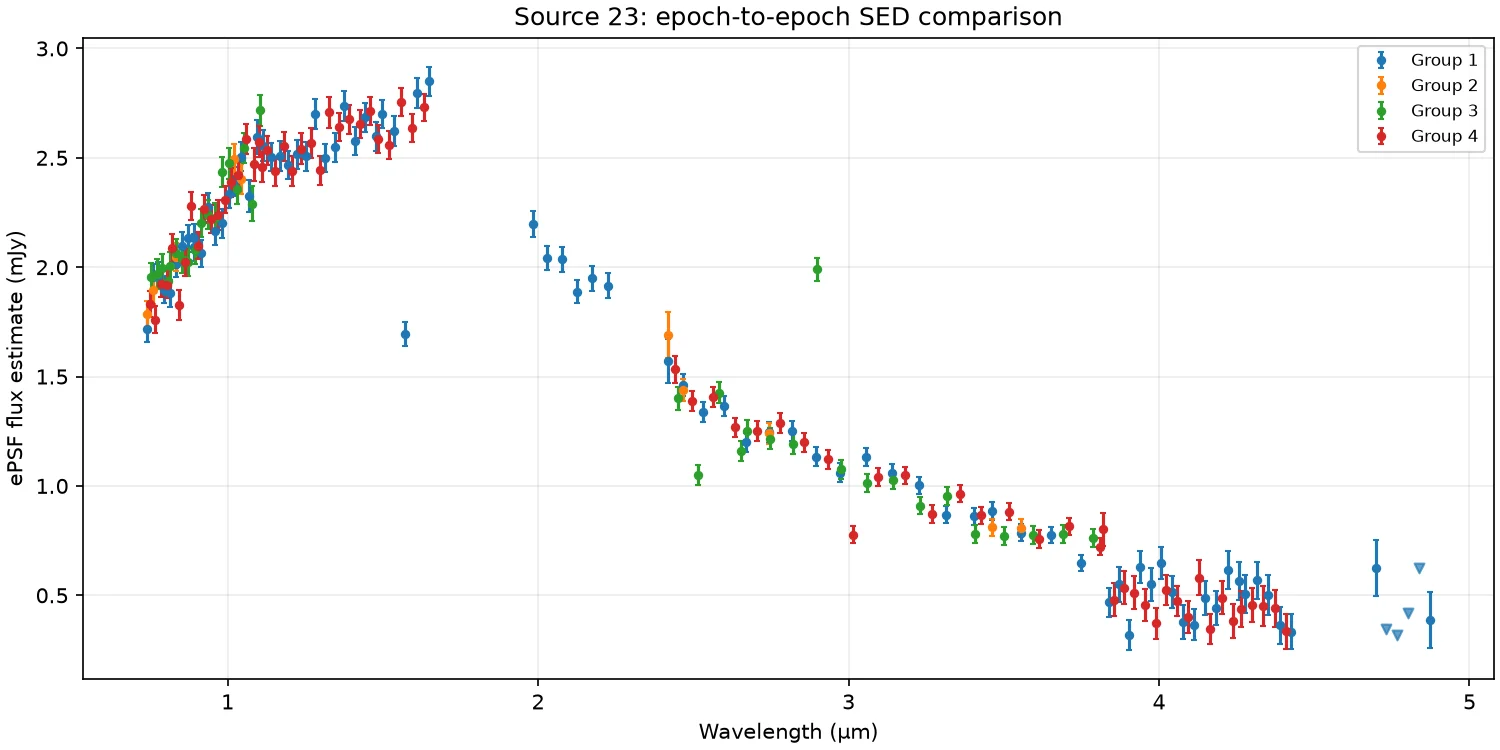 Source 23: epoch-to-epoch SED comparison
ePSF flux estimate (mJy)
3.0
2.5
2.0
1.5
1.0
0.5
Group 1
Group 2
Group 3
Group 4
1 2 3 4 5
Wavelength (µm)